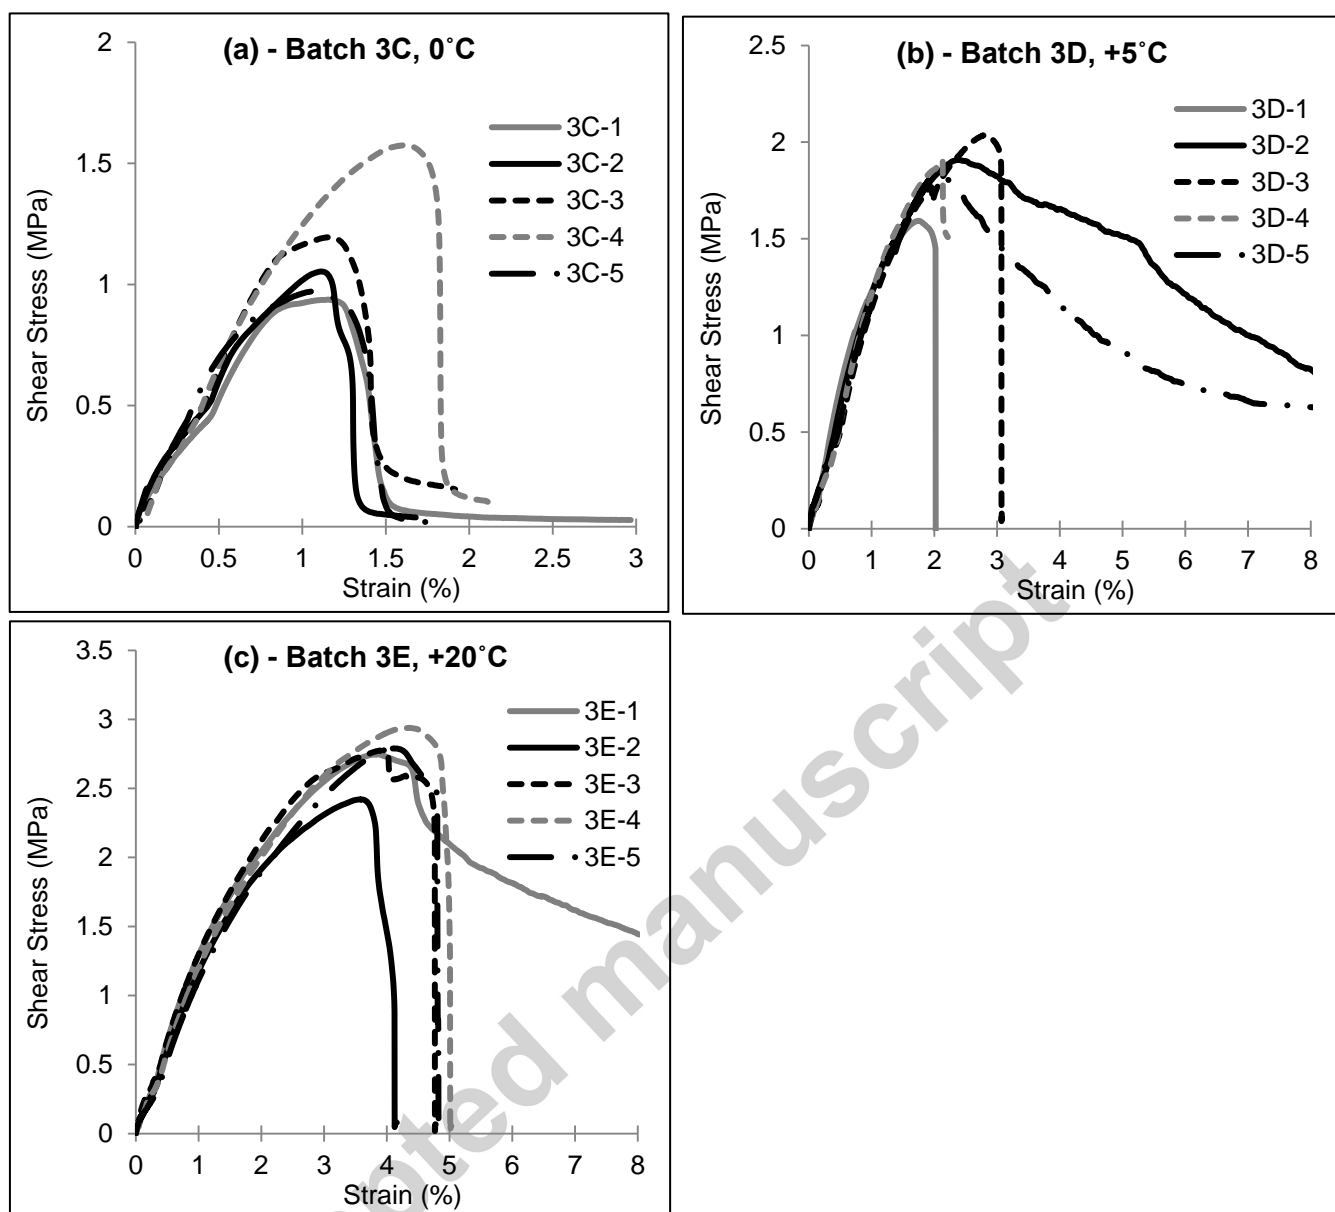 (a) - Batch 3C, 0˚C
2
1.5
1
0.5
0
Shear Stress (MPa)
3C-1
3C-2
3C-3
3C-4
3C-5
0 0.5 1 1.5 2 2.5 3
Strain (%)
(b) - Batch 3D, +5˚C
2.5
2
1.5
1
0.5
0
Shear Stress (MPa)
3D-1
3D-2
3D-3
3D-4
3D-5
0 1 2 3 4 5 6 7 8
Strain (%)
(c) - Batch 3E, +20˚C
3.5
3
2.5
2
1.5
1
0.5
0
Shear Stress (MPa)
3E-1
3E-2
3E-3
3E-4
3E-5
0 1 2 3 4 5 6 7 8
Strain (%)
pted manuscript